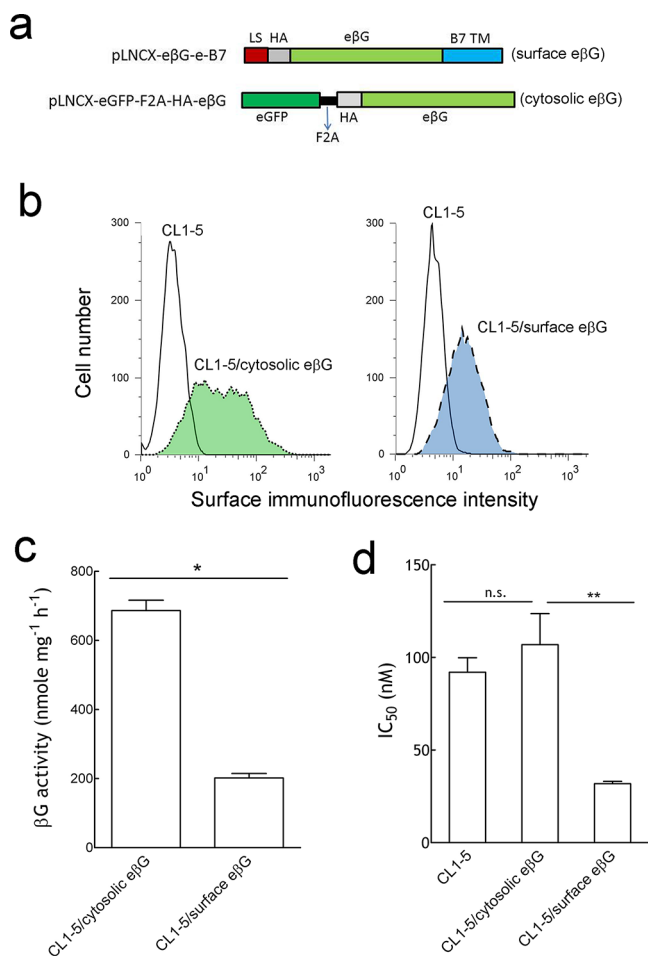 a
LS HA eβG B7 TM
pLNCX-eβG-e-B7 (surface eβG)
pLNCX-eGFP-F2A-HA-eβG (cytosolic eβG)
eGFP HA eβG
F2A
b
300
200
100
0
CL1-5
CL1-5/cytosolic eβG
10⁰ 10¹ 10² 10³
300
200
100
0
CL1-5
CL1-5/surface eβG
10⁰ 10¹ 10² 10³
Cell number
Surface immunofluorescence intensity
c
βG activity (nmole mg⁻¹ h⁻¹)
800
600
400
200
0
*
CL1-5/cytosolic eβG
CL1-5/surface eβG
d
IC₅₀ (nM)
150
100
50
0
n.s. **
CL1-5
CL1-5/cytosolic eβG
CL1-5/surface eβG